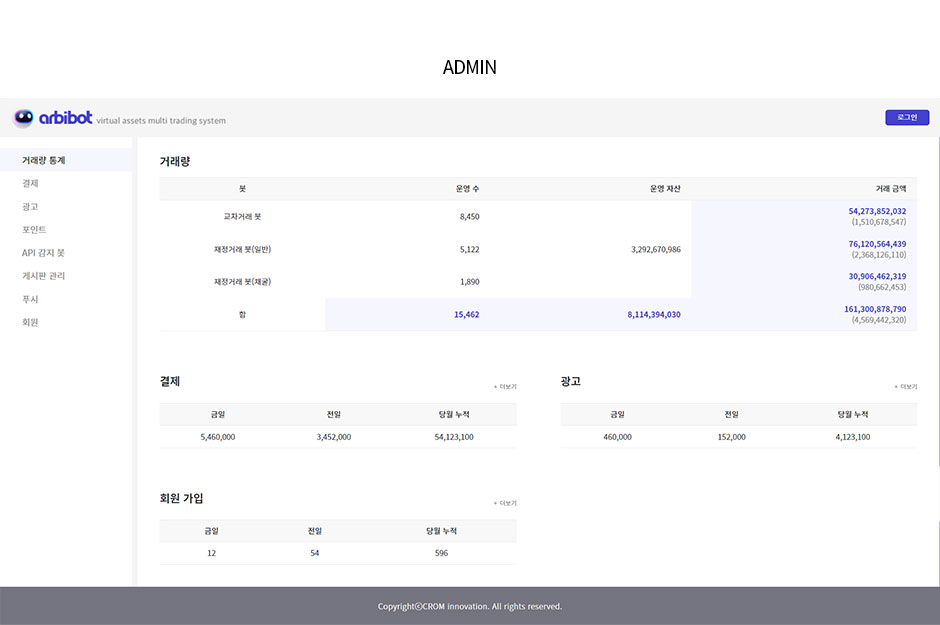 ADMIN
arbibot virtual assets multi trading system
로그인
거래량 통계
결제
광고
포인트
API 감지 봇
게시판 관리
푸시
회원
거래량
봇 운영 수 운영 자산 거래 금액
교차거래 봇 8,450 54,273,852,032
(1,510,678,547)
재정거래 봇(일반) 5,122 3,292,670,986 76,120,564,439
(2,368,126,110)
재정거래 봇(채굴) 1,890 30,906,462,319
(980,662,453)
합 15,462 8,114,394,030 161,300,878,790
(4,569,442,320)
결제 + 더보기
금일 전일 당월 누적
5,460,000 3,452,000 54,123,100
광고 + 더보기
금일 전일 당월 누적
460,000 152,000 4,123,100
회원 가입 + 더보기
금일 전일 당월 누적
12 54 596
CopyrightⓒCROM innovation. All rights reserved.